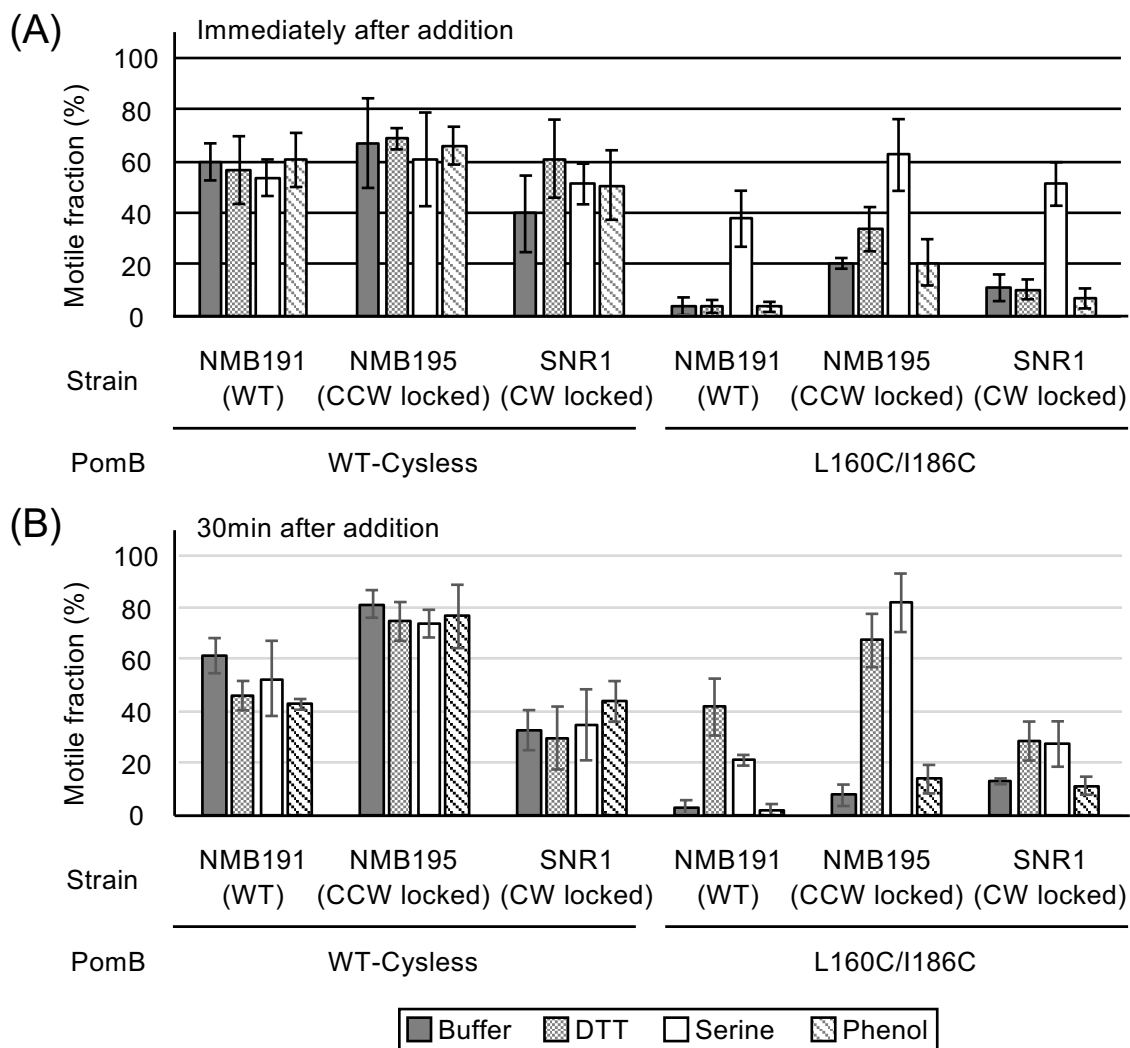 (A)
Immediately after addition
Motile fraction (%)
100
80
60
40
20
0
Strain
NMB191 (WT)
NMB195 (CCW locked)
SNR1 (CW locked)
NMB191 (WT)
NMB195 (CCW locked)
SNR1 (CW locked)
PomB
WT-Cysless
L160C/I186C
(B)
30min after addition
Motile fraction (%)
100
80
60
40
20
0
Strain
NMB191 (WT)
NMB195 (CCW locked)
SNR1 (CW locked)
NMB191 (WT)
NMB195 (CCW locked)
SNR1 (CW locked)
PomB
WT-Cysless
L160C/I186C
Buffer DTT Serine Phenol